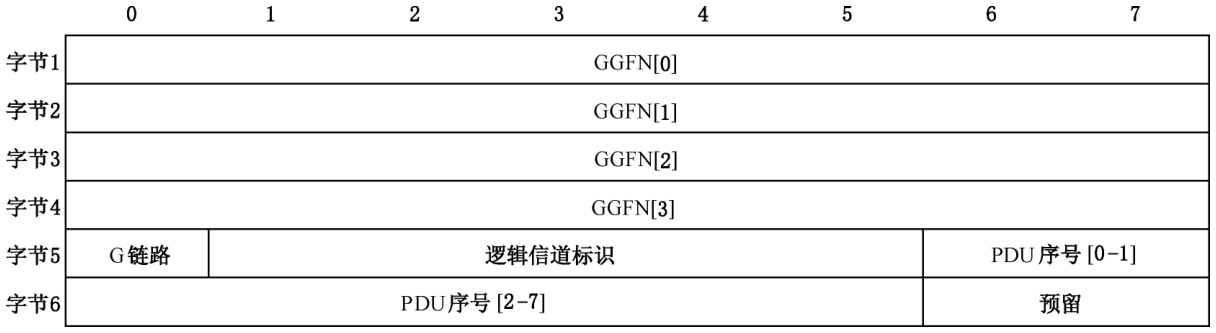 0 1 2 3 4 5 6 7
字节1 GGFN[0]
字节2 GGFN[1]
字节3 GGFN[2]
字节4 GGFN[3]
字节5 G链路 逻辑信道标识 PDU序号[0-1]
字节6 PDU序号[2-7] 预留